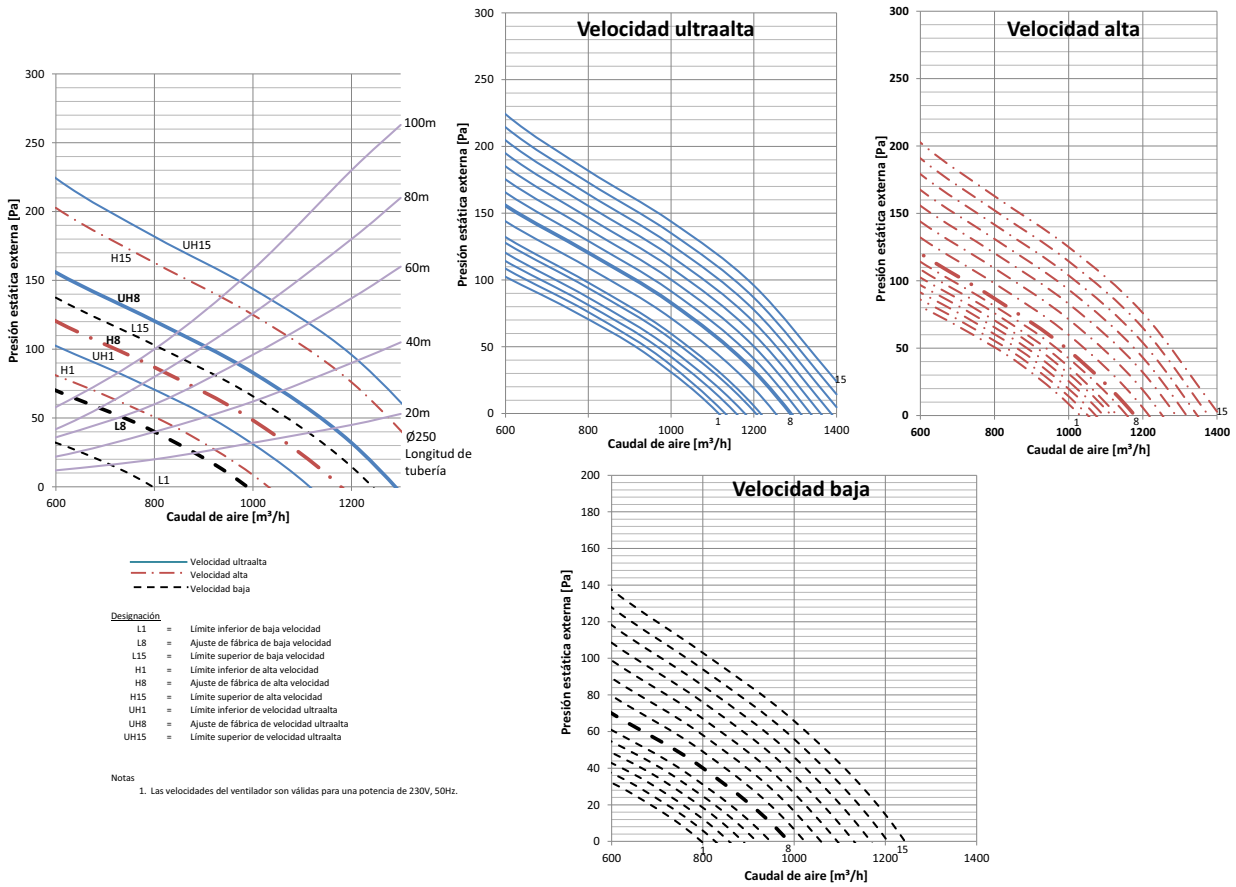 Presión estática externa [Pa]
300
250
200
150
100
50
0
600
800
1000
1200
Caudal de aire [m³/h]
100m
80m
60m
40m
20m
Ø250
Longitud de
tubería
UH15
H15
UH8
L15
H8
UH1
H1
L8
L1
Velocidad ultraalta
Presión estática externa [Pa]
300
250
200
150
100
50
0
600
800
1000
1200
1400
1
8
15
Caudal de aire [m³/h]
Velocidad alta
Presión estática externa [Pa]
300
250
200
150
100
50
0
600
800
1000
1200
1400
1
8
15
Caudal de aire [m³/h]
Velocidad baja
Presión estática externa [Pa]
200
180
160
140
120
100
80
60
40
20
0
600
800
1000
1200
1400
1
8
15
Caudal de aire [m³/h]
Velocidad ultraalta
Velocidad alta
Velocidad baja
Designación
L1 = Límite inferior de baja velocidad
L8 = Ajuste de fábrica de baja velocidad
L15 = Límite superior de baja velocidad
H1 = Límite inferior de alta velocidad
H8 = Ajuste de fábrica de alta velocidad
H15 = Límite superior de alta velocidad
UH1 = Límite inferior de velocidad ultraalta
UH8 = Ajuste de fábrica de velocidad ultraalta
UH15 = Límite superior de velocidad ultraalta
Notas
1. Las velocidades del ventilador son válidas para una potencia de 230V, 50Hz.